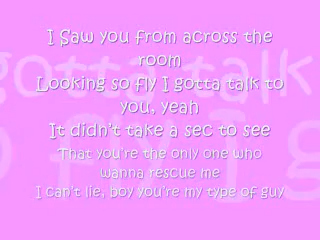 I Saw you from across the
room
Looking so fly I gotta talk to
you, yeah
It didn't take a sec to see
That you're the only one who
wanna rescue me
I can't lie, boy you're my type of guy